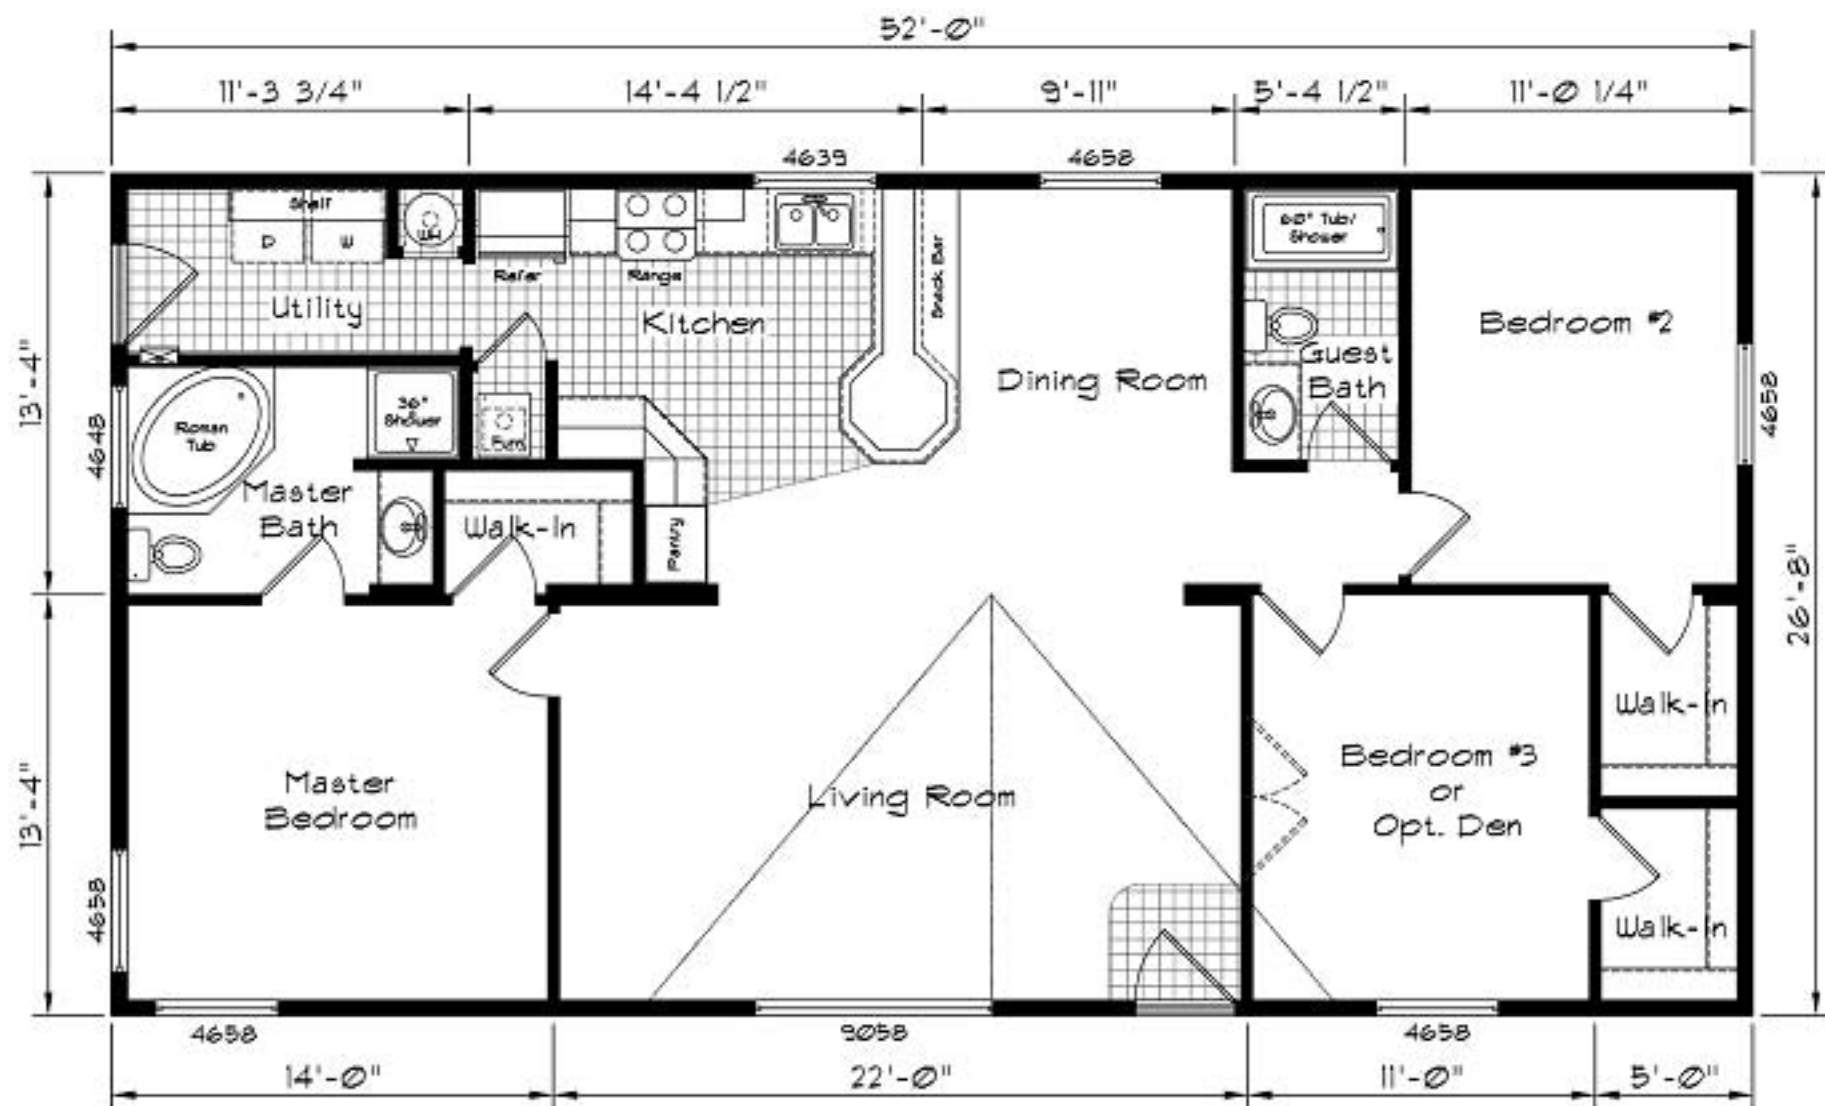 52'-0"
11'-3 3/4"
14'-4 1/2"
9'-11"
5'-4 1/2"
11'-0 1/4"
4639
4658
Shelf
D
W
WH
Refer
Range
Snack Bar
60" Tub/
Shower
Utility
Kitchen
Dining Room
Guest
Bath
Bedroom #2
13'-4"
4648
Roman
Tub
36"
Shower
Furn
Master
Bath
Walk-In
Pantry
4658
26'-8"
13'-4"
4658
Master
Bedroom
Living Room
Bedroom #3
or
Opt. Den
Walk-In
Walk-In
4658
9058
4658
14'-0"
22'-0"
11'-0"
5'-0"